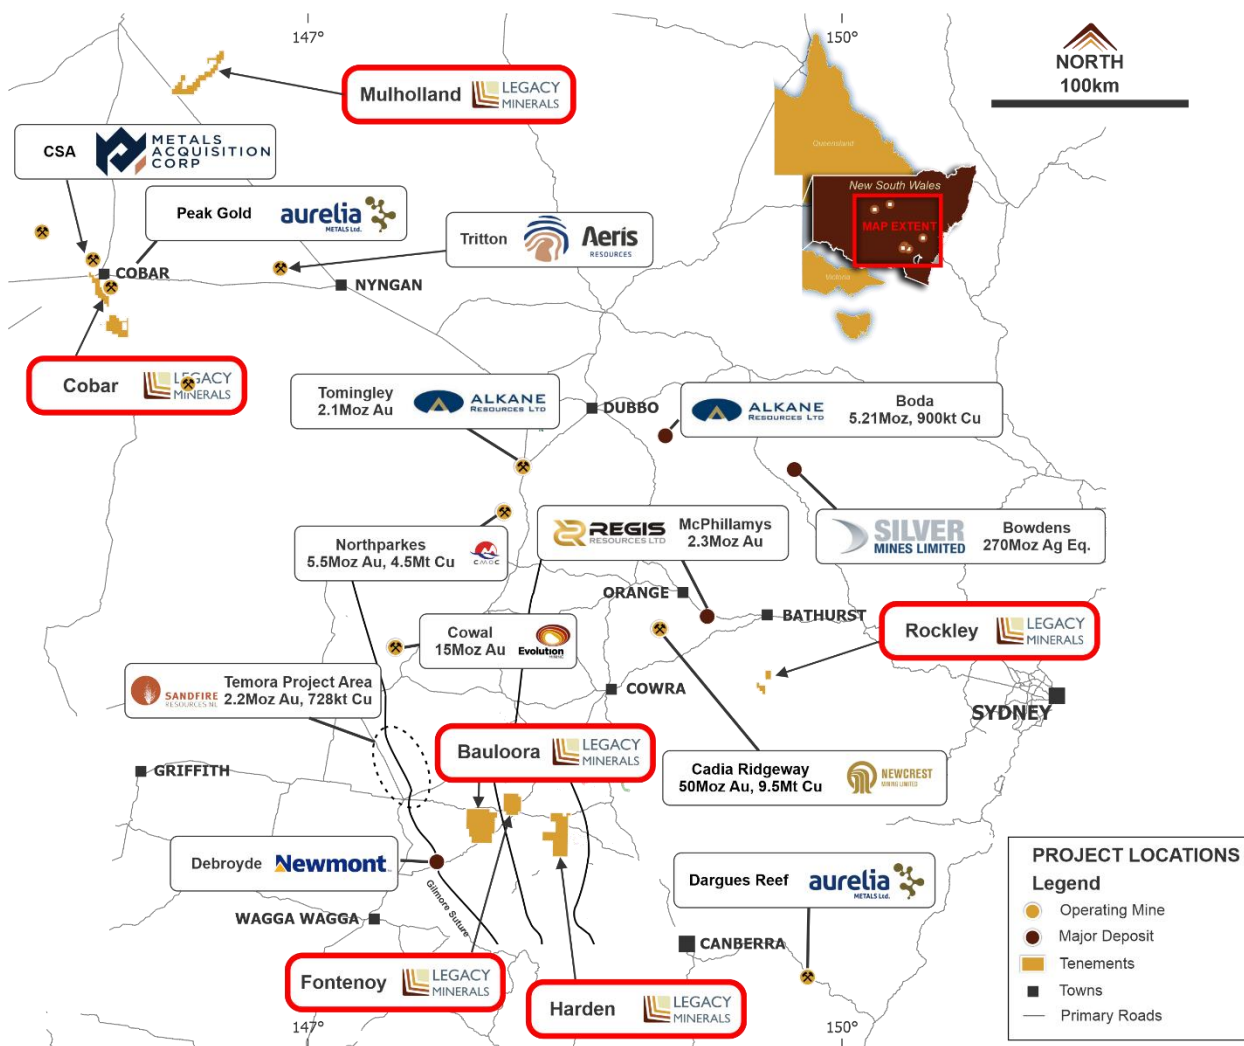 147°
150°
NORTH
100km
Mulholland
LEGACY
MINERALS
CSA
METALS
ACQUISITION
CORP
Queensland
New South Wales
MAP EXTENT
Victoria
Peak Gold
aurelia
METALS Ltd.
Tritton
Aeris
RESOURCES
COBAR
NYNGAN
Cobar
LEGACY
MINERALS
Tomingley
2.1Moz Au
ALKANE
RESOURCES LTD
DUBBO
ALKANE
RESOURCES LTD
Boda
5.21Moz, 900kt Cu
Northparkes
5.5Moz Au, 4.5Mt Cu
CMOC
REGIS
RESOURCES LTD
McPhillamys
2.3Moz Au
SILVER
MINES LIMITED
Bowdens
270Moz Ag Eq.
ORANGE
BATHURST
Rockley
LEGACY
MINERALS
Cowal
15Moz Au
Evolution
MINING
SANDFIRE
RESOURCES NL
Temora Project Area
2.2Moz Au, 728kt Cu
COWRA
SYDNEY
Bauloora
LEGACY
MINERALS
GRIFFITH
Cadia Ridgeway
50Moz Au, 9.5Mt Cu
NEWCREST
MINING LIMITED
Debroyde
Newmont
Gilmore Suture
Dargues Reef
aurelia
METALS Ltd.
WAGGA WAGGA
CANBERRA
Fontenoy
LEGACY
MINERALS
Harden
LEGACY
MINERALS
PROJECT LOCATIONS
Legend
Operating Mine
Major Deposit
Tenements
Towns
Primary Roads
147°
150°